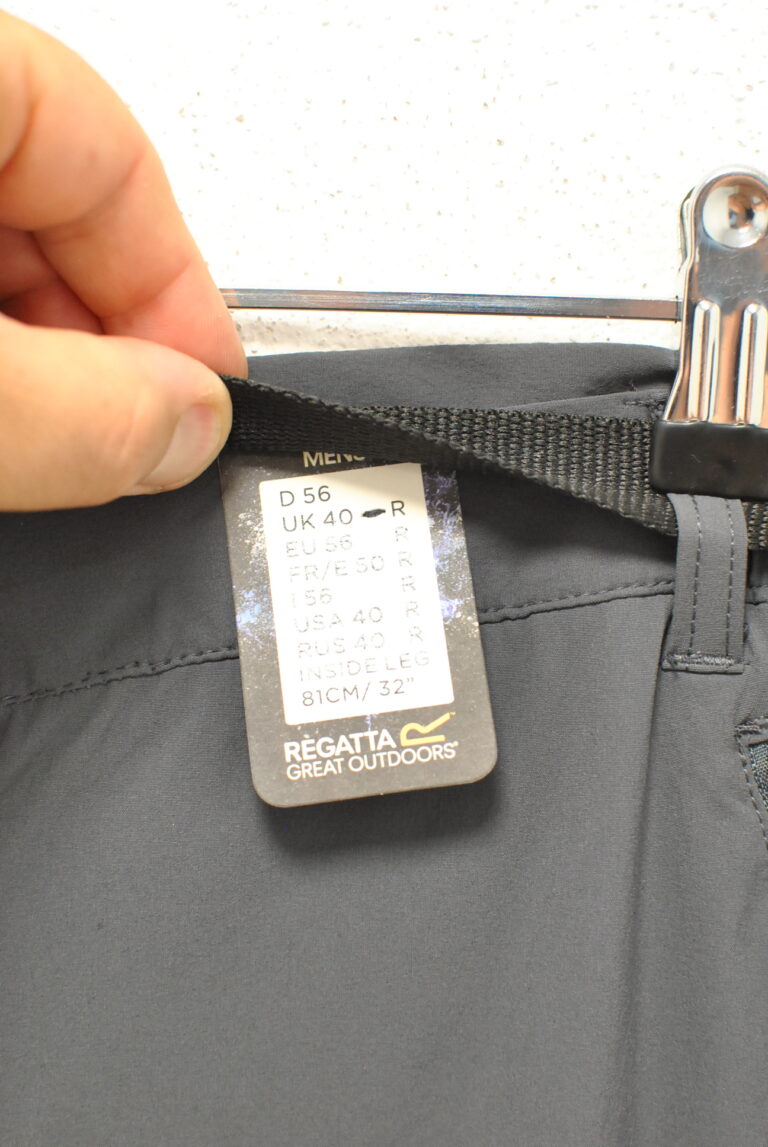 MENS
D 56
UK 40 R
EU 56 R
FR/E 50 R
I 56 R
USA 40 R
RUS 40 R
INSIDE LEG
81CM/ 32"
REGATTA
GREAT OUTDOORS